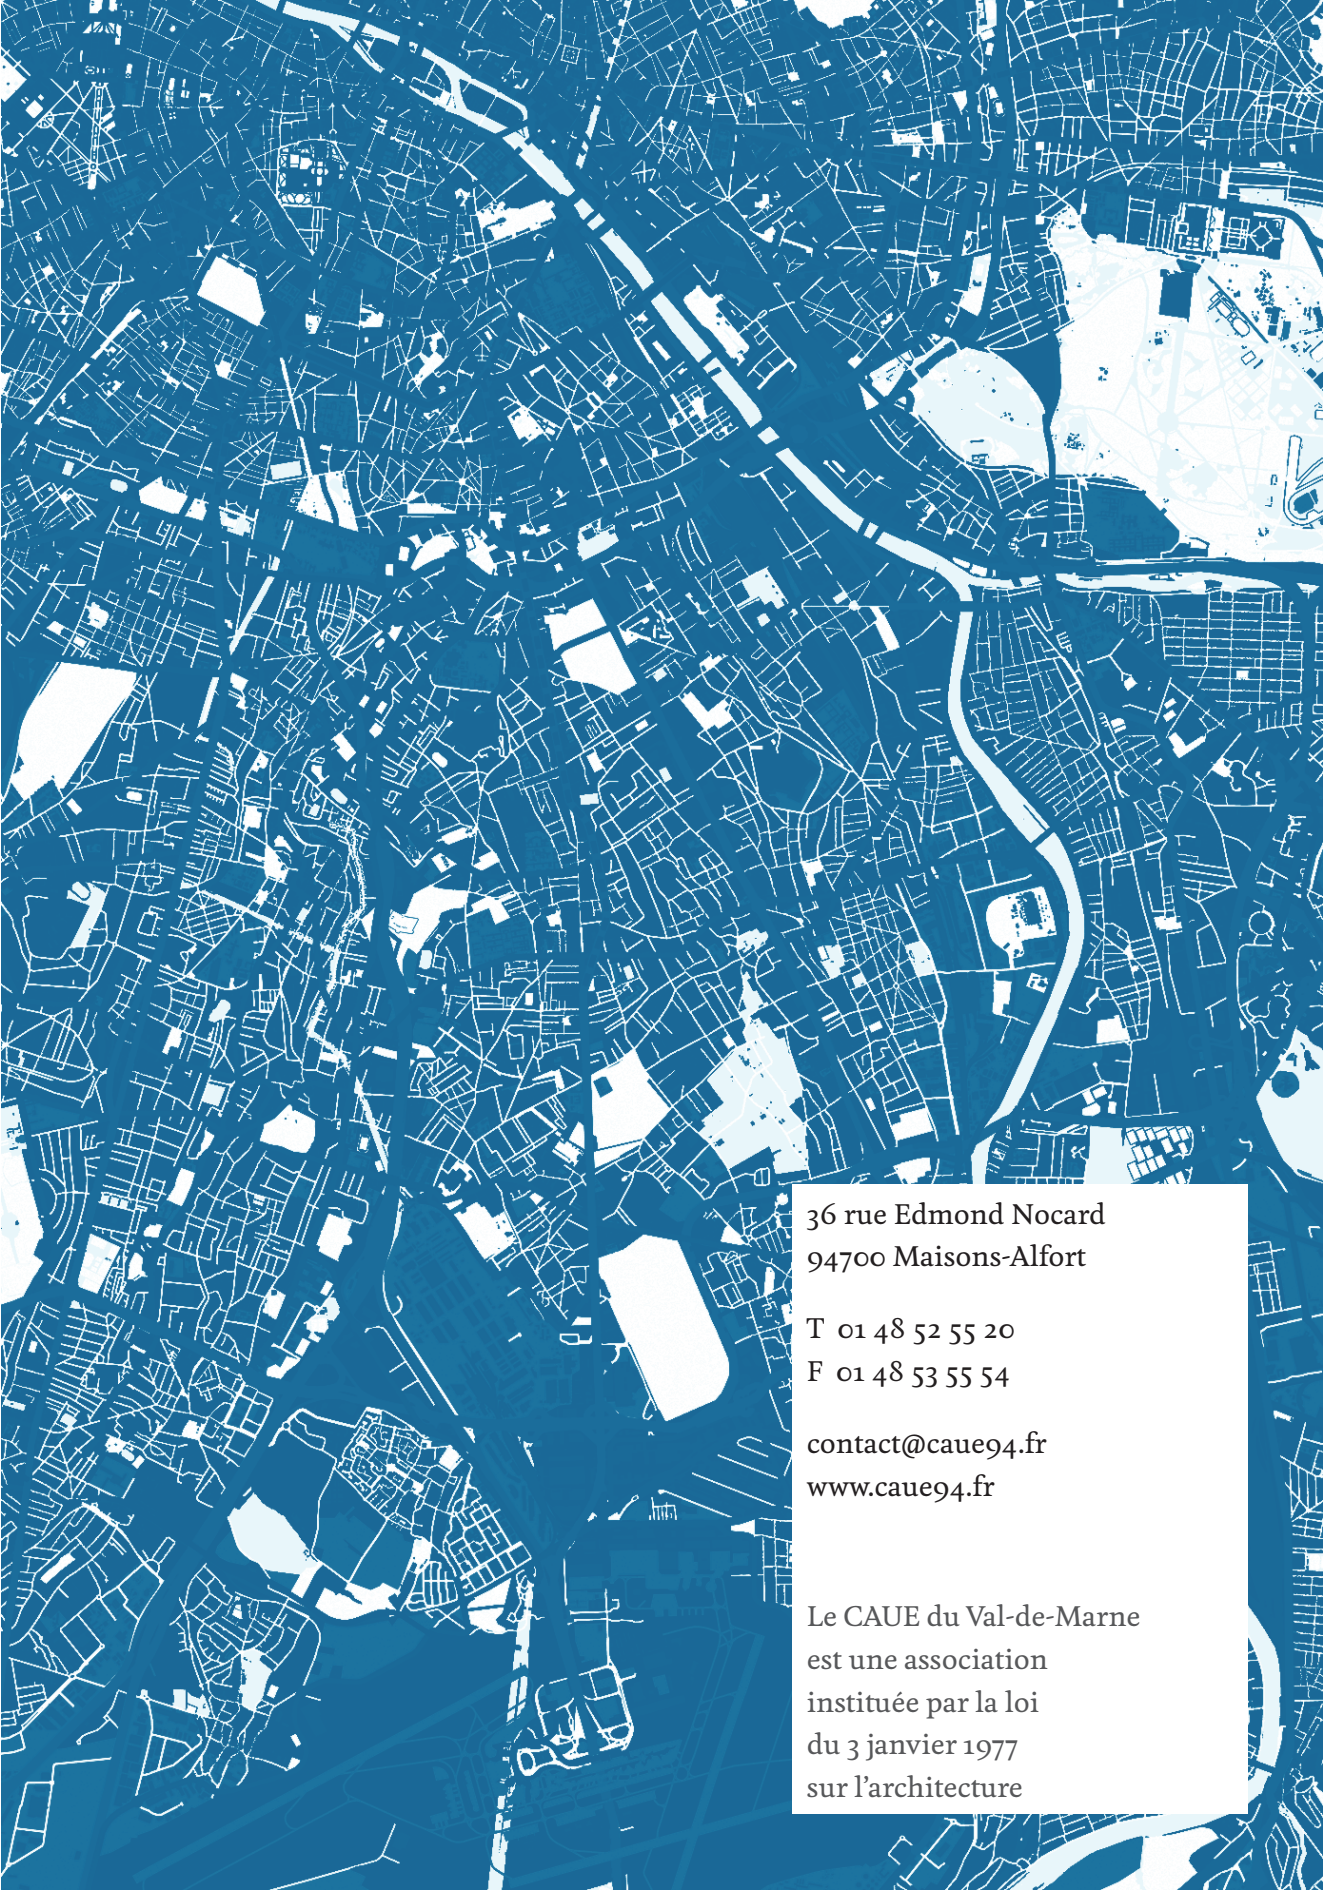 36 rue Edmond Nocard
94700 Maisons-Alfort
T 01 48 52 55 20
F 01 48 53 55 54
contact@caue94.fr
www.caue94.fr
Le CAUE du Val-de-Marne
est une association
instituée par la loi
du 3 janvier 1977
sur l’architecture